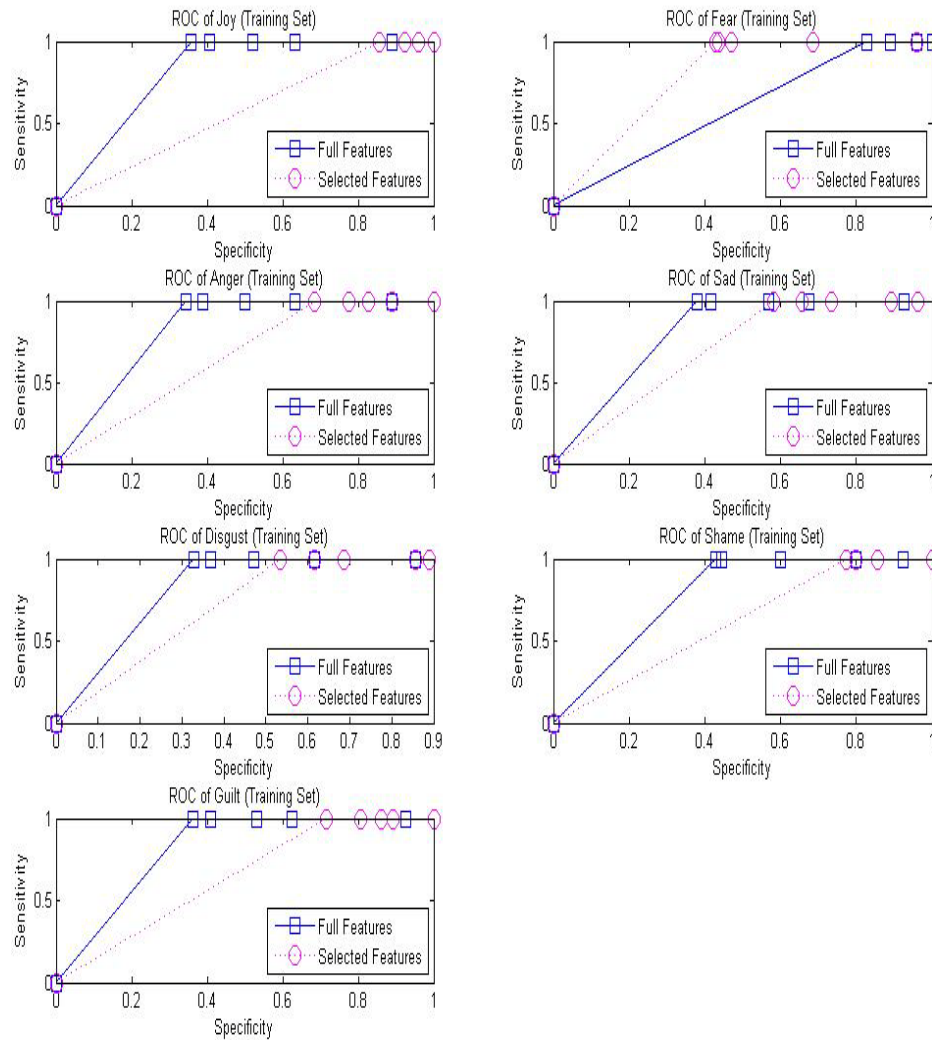 ROC of Joy (Training Set)
1
0.5
0
Sensitivity
Full Features
Selected Features
0 0.2 0.4 0.6 0.8 1
Specificity
ROC of Fear (Training Set)
1
0.5
0
Sensitivity
Full Features
Selected Features
0 0.2 0.4 0.6 0.8 1
Specificity
ROC of Anger (Training Set)
1
0.5
0
Sensitivity
Full Features
Selected Features
0 0.2 0.4 0.6 0.8 1
Specificity
ROC of Sad (Training Set)
1
0.5
0
Sensitivity
Full Features
Selected Features
0 0.2 0.4 0.6 0.8 1
Specificity
ROC of Disgust (Training Set)
1
0.5
0
Sensitivity
Full Features
Selected Features
0 0.1 0.2 0.3 0.4 0.5 0.6 0.7 0.8 0.9
Specificity
ROC of Shame (Training Set)
1
0.5
0
Sensitivity
Full Features
Selected Features
0 0.2 0.4 0.6 0.8 1
Specificity
ROC of Guilt (Training Set)
1
0.5
0
Sensitivity
Full Features
Selected Features
0 0.2 0.4 0.6 0.8 1
Specificity